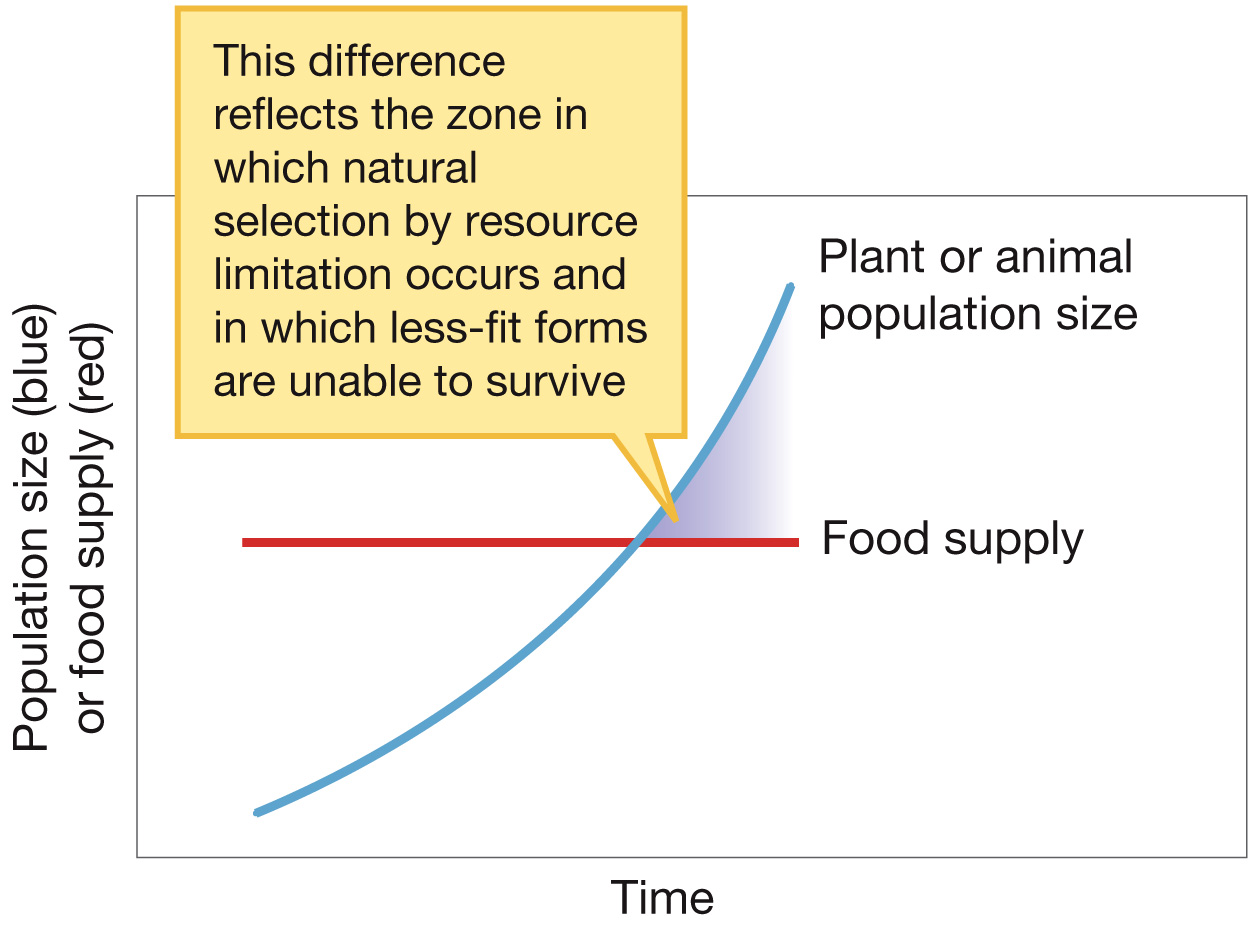 This difference
reflects the zone in
which natural
selection by resource
limitation occurs and
in which less-fit forms
are unable to survive
Plant or animal
population size
Food supply
Population size (blue)
or food supply (red)
Time